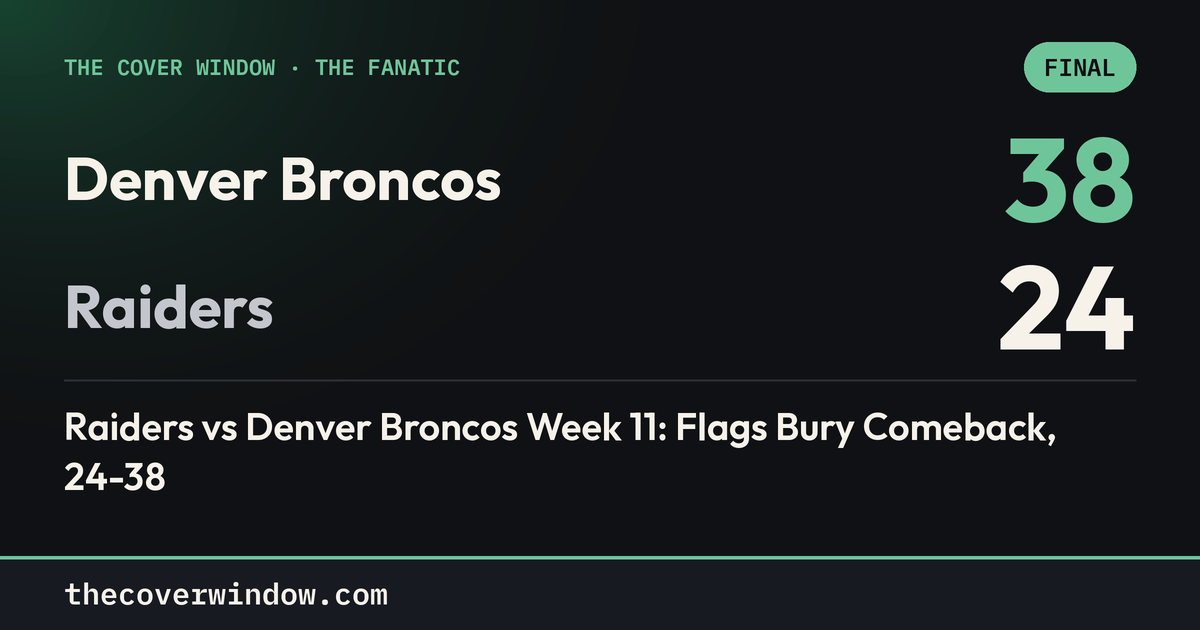 THE COVER WINDOW · THE FANATIC
FINAL
Denver Broncos
38
Raiders
24
Raiders vs Denver Broncos Week 11: Flags Bury Comeback,
24-38
thecoverwindow.com